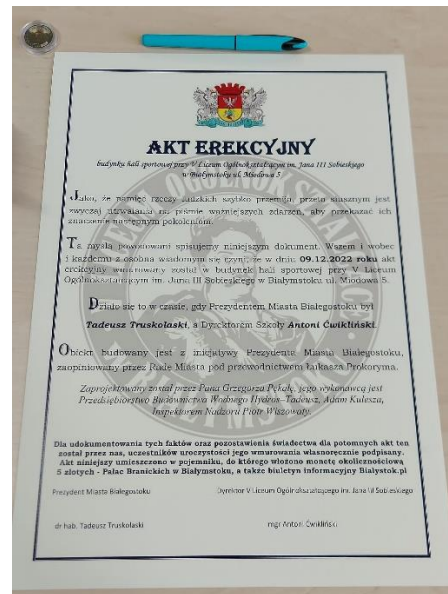 AKT EREKCYJNY
budynku hali sportowej przy V Liceum Ogólnokształcącym im. Jana III Sobieskiego
w Białymstoku ul. Miodowa 5
Jako, że pamięć rzeczy ludzkich szybko przemija, przeto słusznym jest
zwyczaj utrwalania na piśmie ważniejszych zdarzeń, aby przekazać ich
znaczenie następnym pokoleniom.
Tą myślą powodowani spisujemy niniejszym dokument. Wszem i wobec
i każdemu z osobna wiadomym się czyni, że w dniu 09.12.2022 roku akt
erekcyjny wmurowany został w budynek hali sportowej przy V Liceum
Ogólnokształcącym im. Jana III Sobieskiego w Białymstoku ul. Miodowa 5.
Działo się to w czasie, gdy Prezydentem Miasta Białegostoku był
Tadeusz Truskolaski, a Dyrektorem Szkoły Antoni Ćwikliński.
Obiekt budowany jest z inicjatywy Prezydenta Miasta Białegostoku,
zaopiniowany przez Radę Miasta pod przewodnictwem Łukasza Prokoryma.
Zaprojektowany został przez Pana Grzegorza Pękalę, jego wykonawcą jest
Przedsiębiorstwo Budownictwa Wodnego Hydros–Tadeusz, Adam Kulesza,
Inspektorem Nadzoru Piotr Wiszowaty.
Dla udokumentowania tych faktów oraz pozostawienia świadectwa dla potomnych akt ten
został przez nas, uczestników uroczystości jego wmurowania własnoręcznie podpisany.
Akt niniejszy umieszczono w pojemniku, do którego włożono monetę okolicznościową
5 złotych - Pałac Branickich w Białymstoku, a także biuletyn informacyjny Białystok.pl
Prezydent Miasta Białegostoku Dyrektor V Liceum Ogólnokształcącego im. Jana III Sobieskiego
dr hab. Tadeusz Truskolaski mgr Antoni Ćwikliński